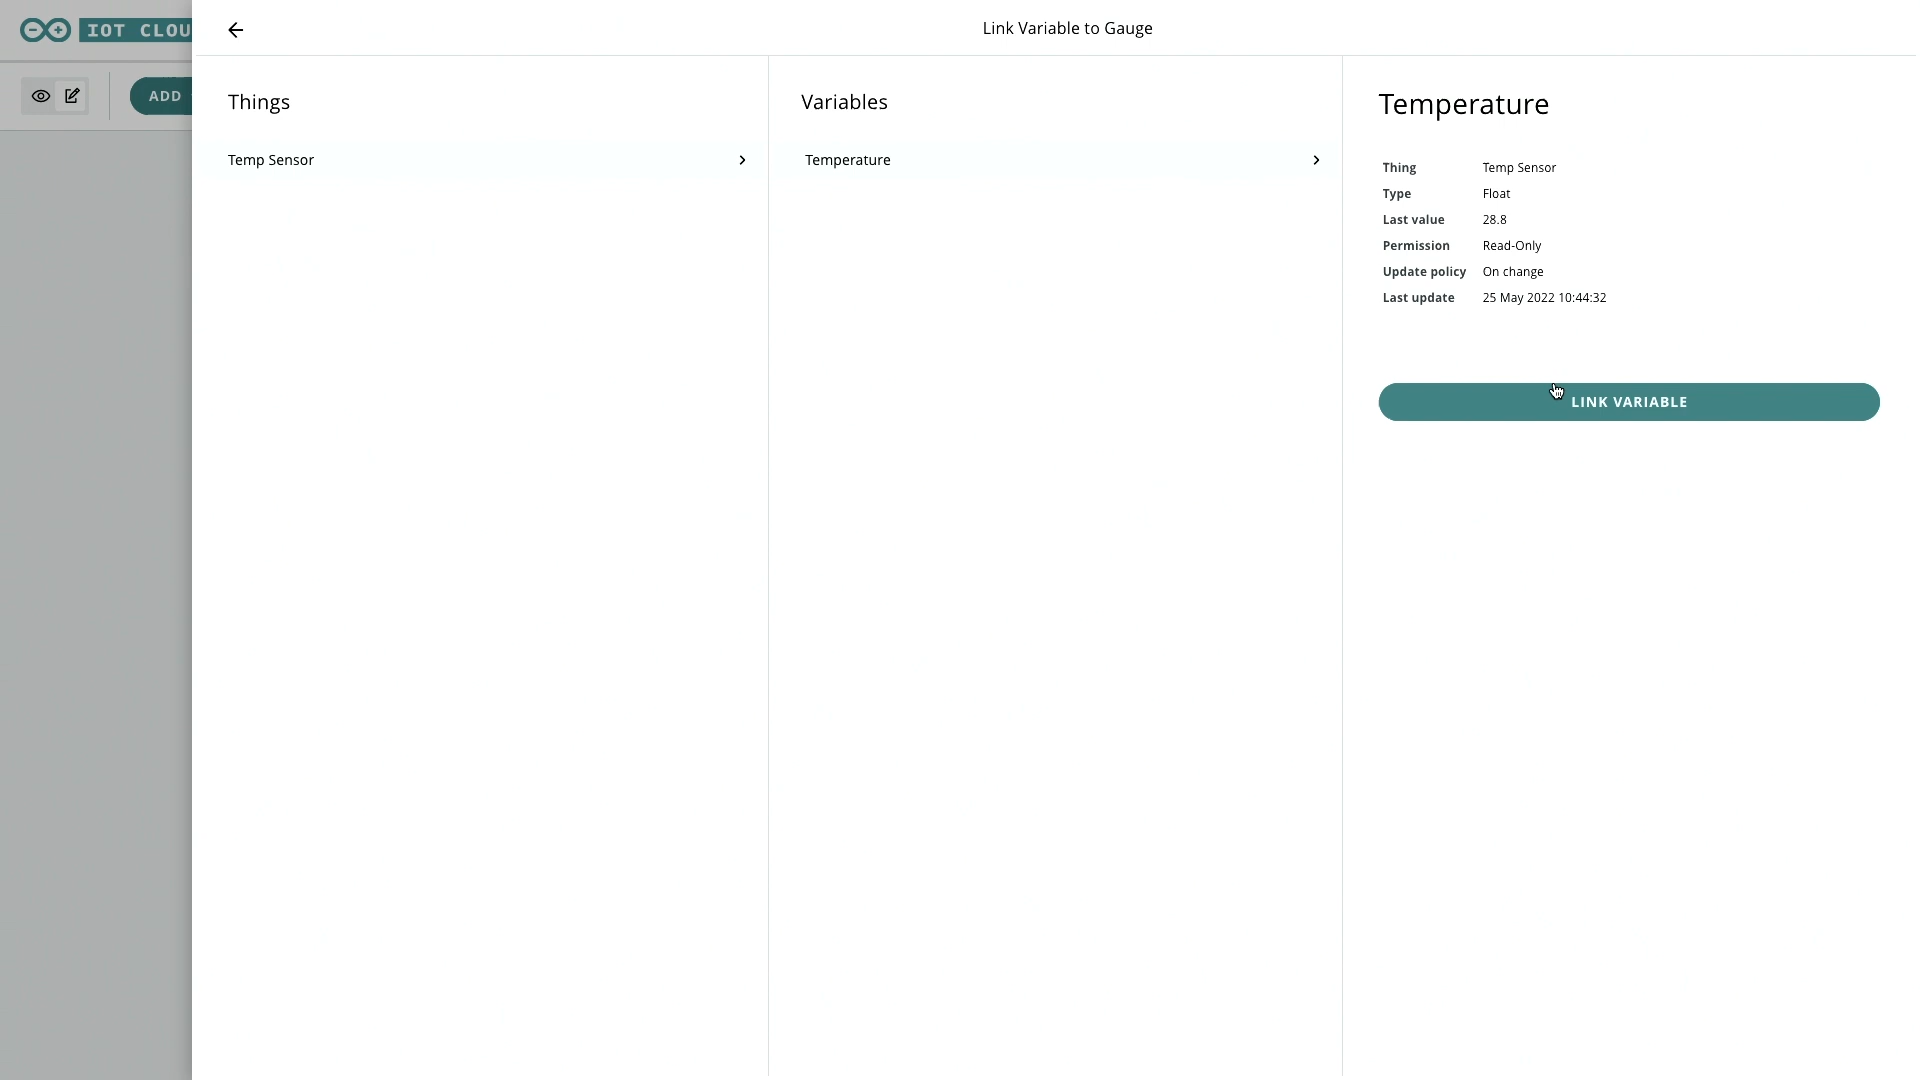 IOT CLOU
Link Variable to Gauge
ADD
Things
Temp Sensor
Variables
Temperature
Temperature
Thing Temp Sensor
Type Float
Last value 28.8
Permission Read-Only
Update policy On change
Last update 25 May 2022 10:44:32
LINK VARIABLE